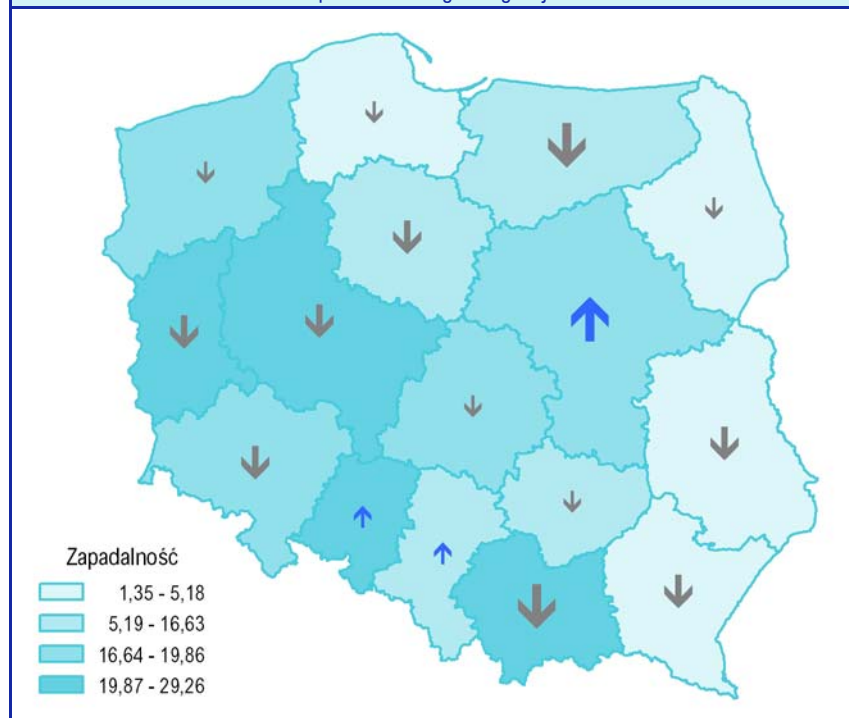 Zapadalność
1,35 - 5,18
5,19 - 16,63
16,64 - 19,86
19,87 - 29,26